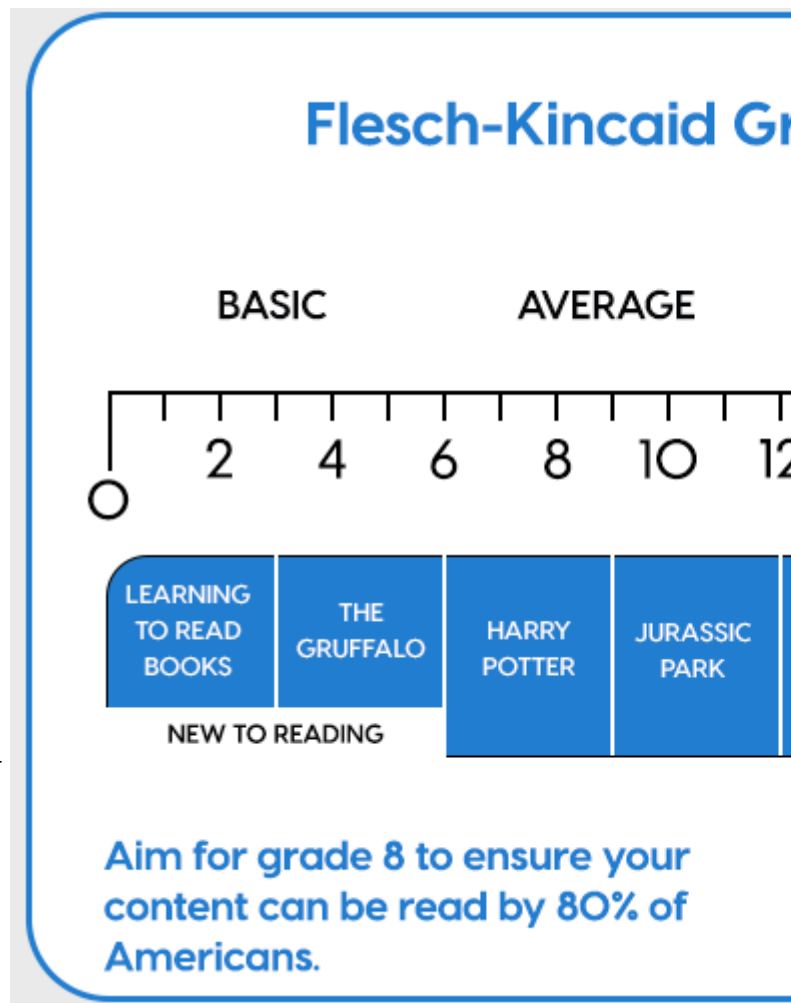 Flesch-Kincaid Gr
BASIC AVERAGE
0 2 4 6 8 10 12
LEARNING
TO READ
BOOKS
THE
GRUFFALO
HARRY
POTTER
JURASSIC
PARK
NEW TO READING
Aim for grade 8 to ensure your
content can be read by 80% of
Americans.